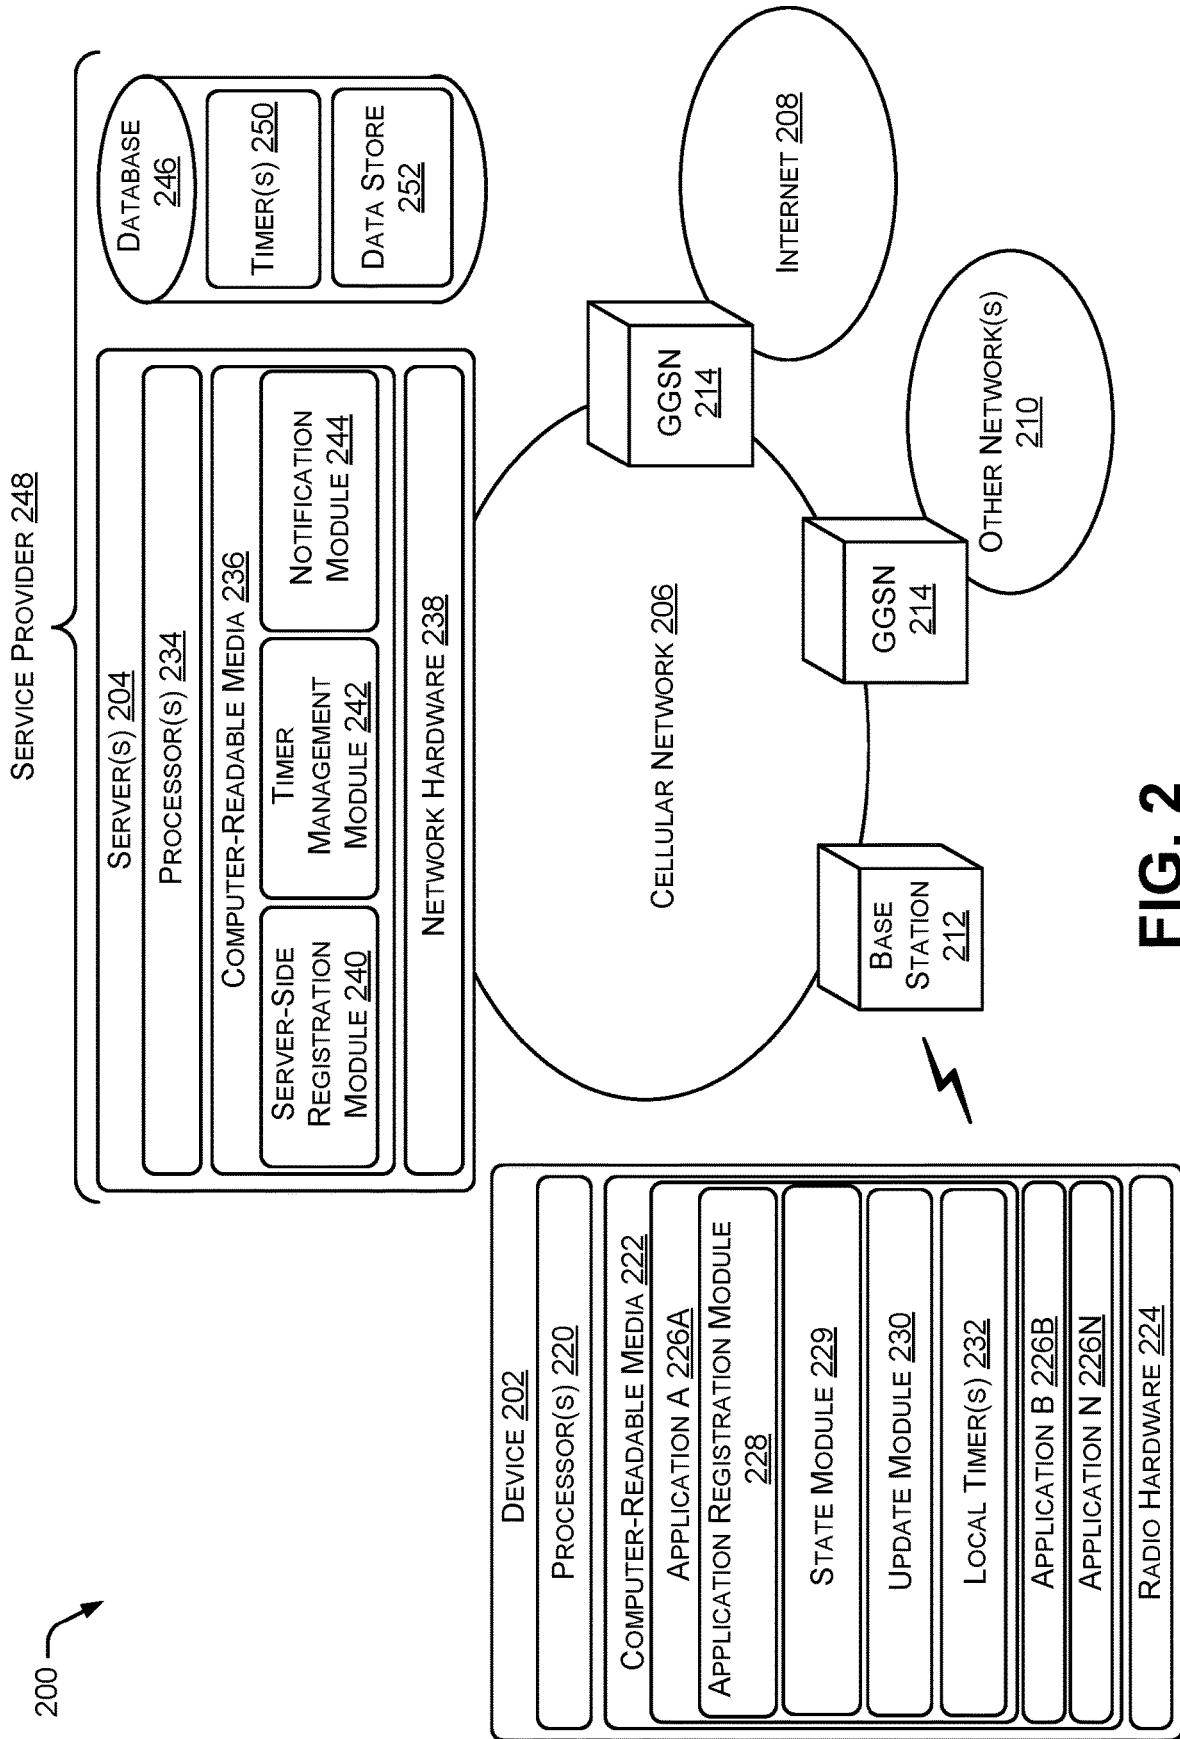 200
SERVICE PROVIDER 248
SERVER(S) 204
PROCESSOR(S) 234
COMPUTER-READABLE MEDIA 236
SERVER-SIDE
REGISTRATION
MODULE 240
TIMER
MANAGEMENT
MODULE 242
NOTIFICATION
MODULE 244
NETWORK HARDWARE 238
DATABASE
246
TIMER(S) 250
DATA STORE
252
DEVICE 202
PROCESSOR(S) 220
COMPUTER-READABLE MEDIA 222
APPLICATION A 226A
APPLICATION REGISTRATION MODULE
228
STATE MODULE 229
UPDATE MODULE 230
LOCAL TIMER(S) 232
APPLICATION B 226B
APPLICATION N 226N
RADIO HARDWARE 224
CELLULAR NETWORK 206
BASE
STATION
212
GGSN
214
GGSN
214
INTERNET 208
OTHER NETWORK(S)
210
FIG. 2